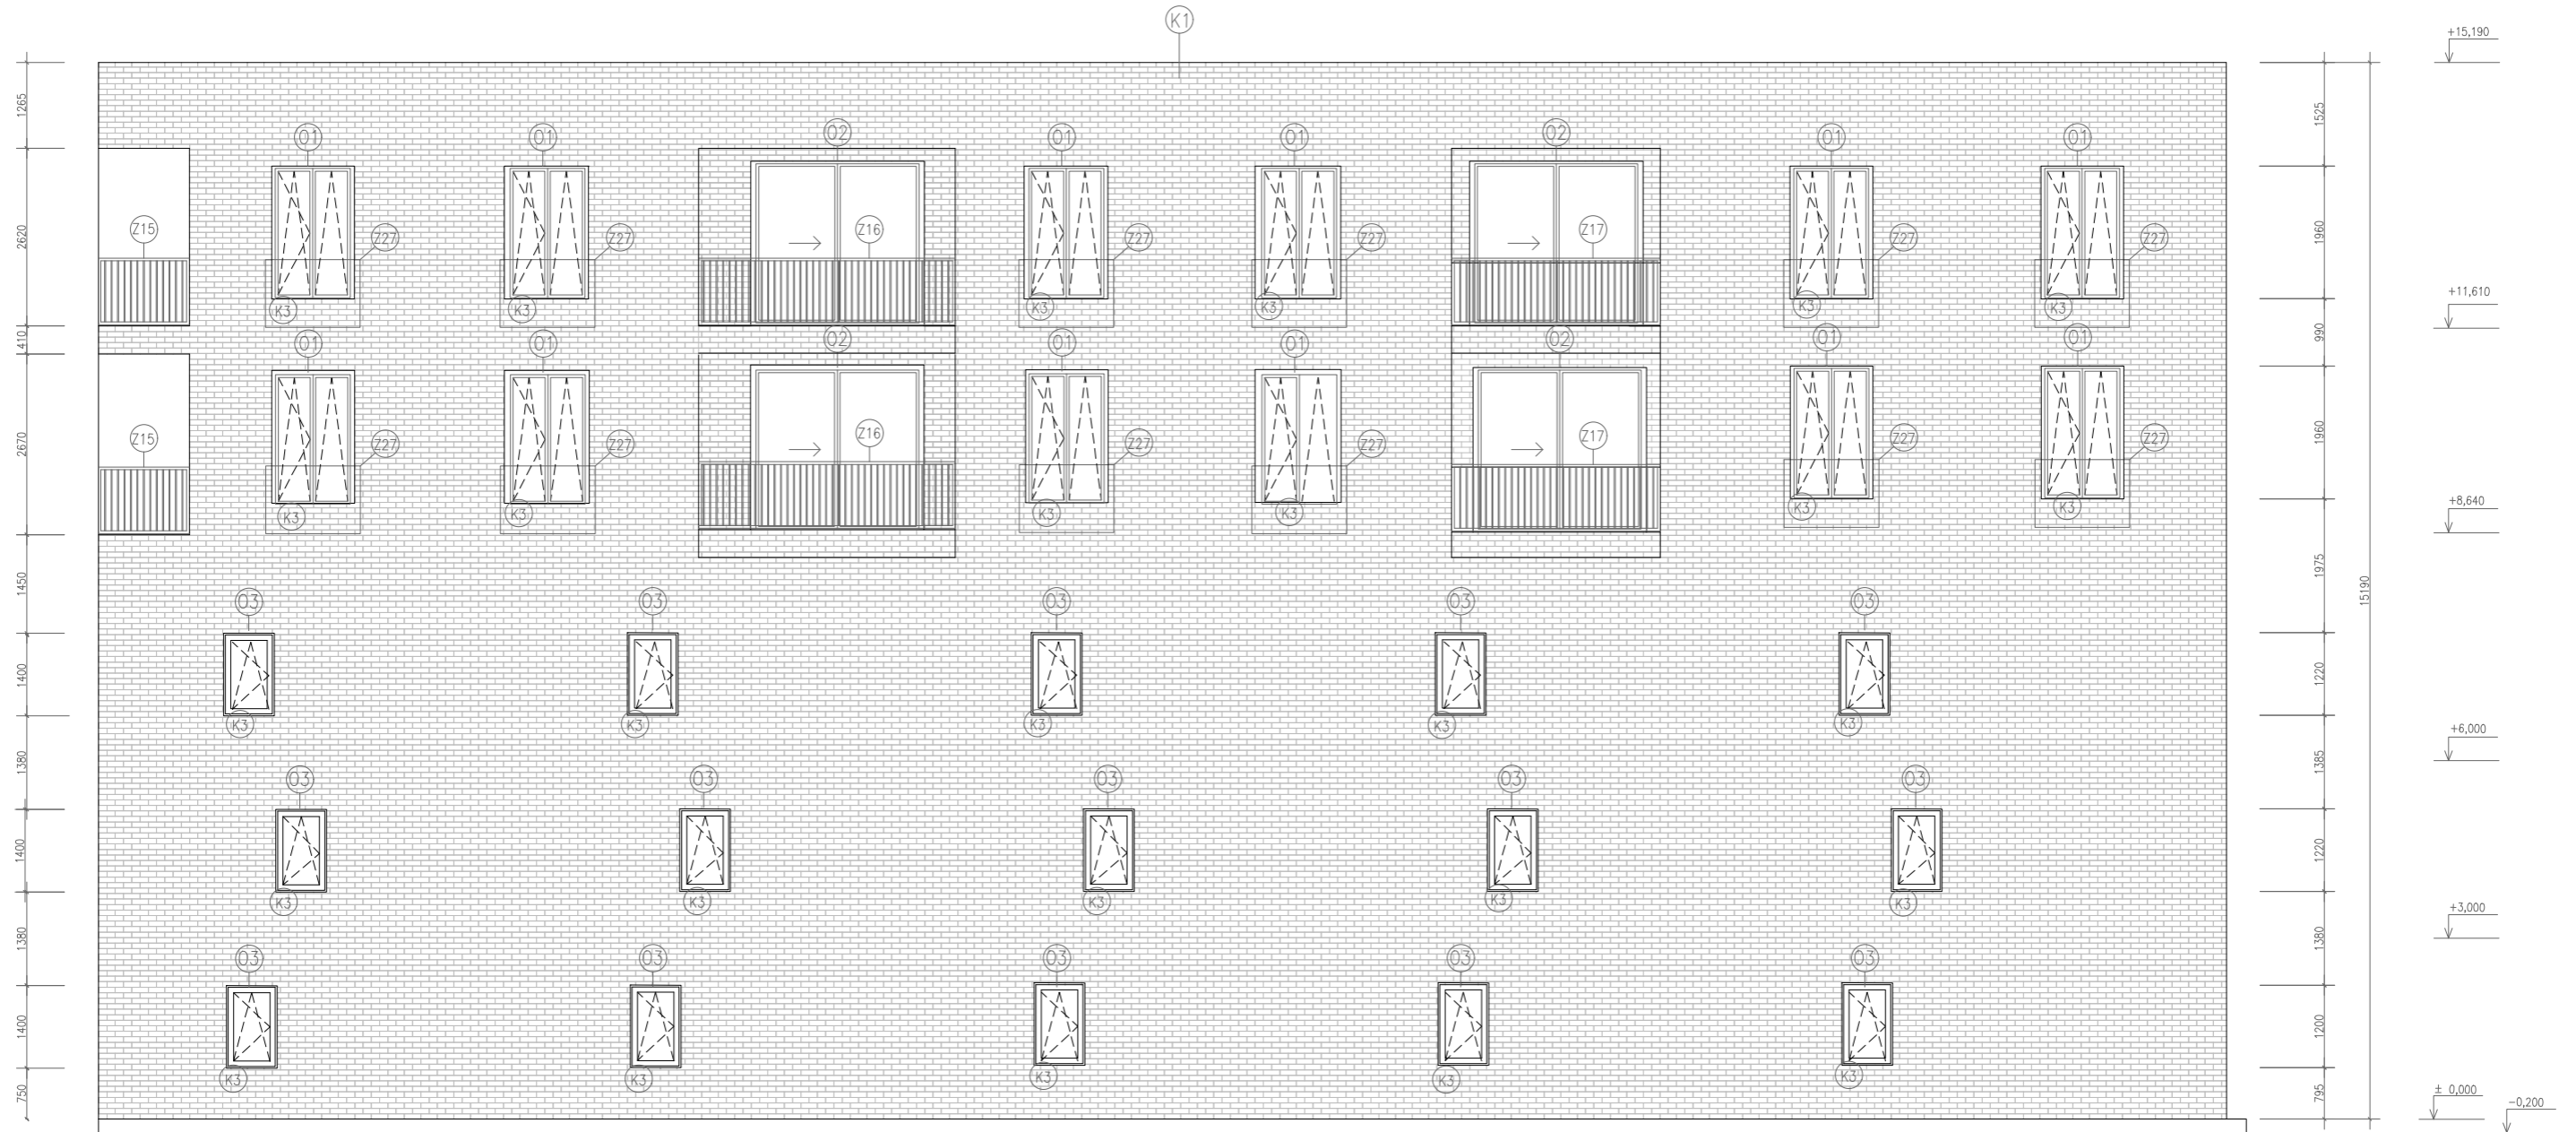 K1
+15,190
1265
1525
O1 O1 O2 O1 O1 O2 O1 O1
15190
2620
1960
Z15 Z27 Z27 Z16 Z27 Z27 Z17 Z27 Z27
+11,610
K3 K3 K3 K3 K3 K3
410
990
O1 O1 O2 O1 O1 O2 O1 O1
2670
1960
Z15 Z27 Z27 Z16 Z27 Z27 Z17 Z27 Z27
+8,640
K3 K3 K3 K3 K3 K3
1450
1975
O3 O3 O3 O3 O3
1400
1220
K3 K3 K3 K3 K3
+6,000
1380
1385
O3 O3 O3 O3 O3
1400
1220
K3 K3 K3 K3 K3
+3,000
1380
1380
O3 O3 O3 O3 O3
1400
1200
K3 K3 K3 K3 K3
750
795
± 0,000
-0,200